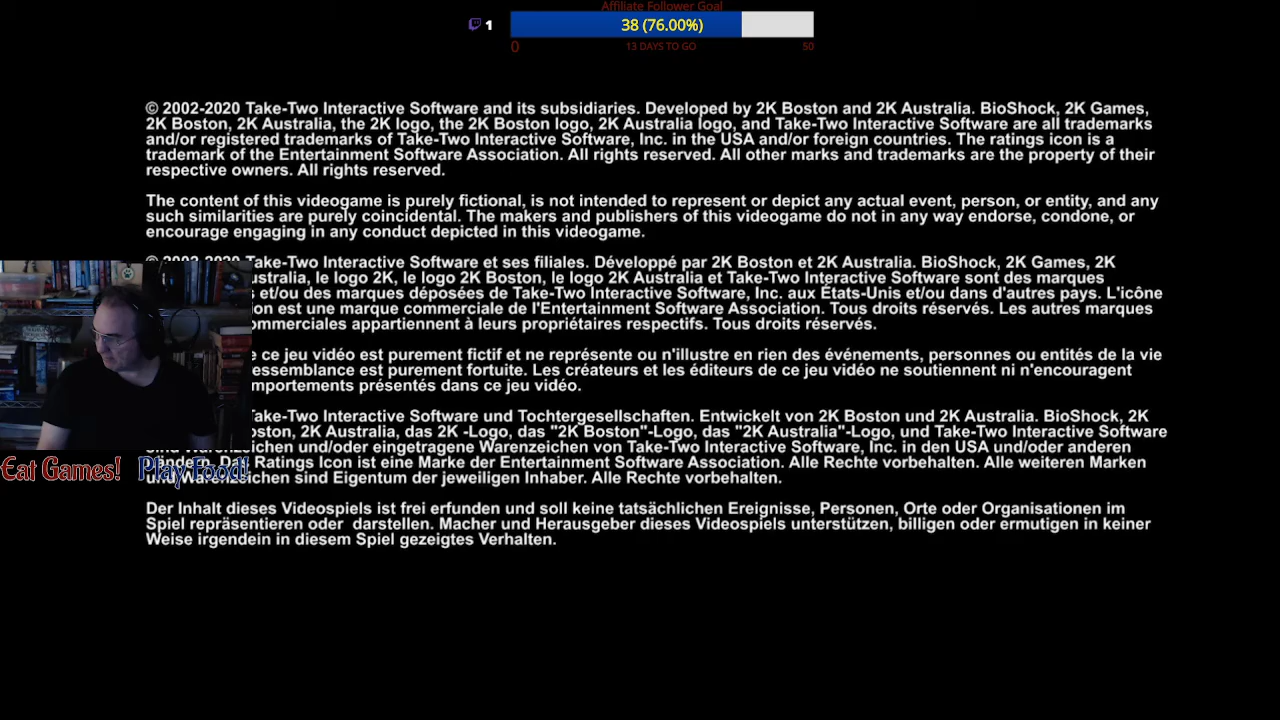 Affiliate Follower Goal
1
38 (76.00%)
0
13 DAYS TO GO
50
© 2002-2020 Take-Two Interactive Software and its subsidiaries. Developed by 2K Boston and 2K Australia. BioShock, 2K Games,
2K Boston, 2K Australia, the 2K logo, the 2K Boston logo, 2K Australia logo, and Take-Two Interactive Software are all trademarks
and/or registered trademarks of Take-Two Interactive Software, Inc. in the USA and/or foreign countries. The ratings icon is a
trademark of the Entertainment Software Association. All rights reserved. All other marks and trademarks are the property of their
respective owners. All rights reserved.
The content of this videogame is purely fictional, is not intended to represent or depict any actual event, person, or entity, and any
such similarities are purely coincidental. The makers and publishers of this videogame do not in any way endorse, condone, or
encourage engaging in any conduct depicted in this videogame.
© 2002-2020 Take-Two Interactive Software et ses filiales. Développé par 2K Boston et 2K Australia. BioShock, 2K Games, 2K
ustralia, le logo 2K, le logo 2K Boston, le logo 2K Australia et Take-Two Interactive Software sont des marques
et/ou des marques déposées de Take-Two Interactive Software, Inc. aux États-Unis et/ou dans d'autres pays. L'icône
est une marque commerciale de l'Entertainment Software Association. Tous droits réservés. Les autres marques
ommerciales appartiennent à leurs propriétaires respectifs. Tous droits réservés.
ce jeu vidéo est purement fictif et ne représente ou n'illustre en rien des événements, personnes ou entités de la vie
essemblance est purement fortuite. Les créateurs et les éditeurs de ce jeu vidéo ne soutiennent ni n'encouragent
mportements présentés dans ce jeu vidéo.
Take-Two Interactive Software und Tochtergesellschaften. Entwickelt von 2K Boston und 2K Australia. BioShock, 2K
oston, 2K Australia, das 2K -Logo, das "2K Boston"-Logo, das "2K Australia"-Logo, und Take-Two Interactive Software
sind Warenzeichen und/oder eingetragene Warenzeichen von Take-Two Interactive Software, Inc. in den USA und/oder anderen
Ländern. Das Ratings Icon ist eine Marke der Entertainment Software Association. Alle Rechte vorbehalten. Alle weiteren Marken
und Warenzeichen sind Eigentum der jeweiligen Inhaber. Alle Rechte vorbehalten.
Eat Games! Play Food!
Der Inhalt dieses Videospiels ist frei erfunden und soll keine tatsächlichen Ereignisse, Personen, Orte oder Organisationen im
Spiel repräsentieren oder darstellen. Macher und Herausgeber dieses Videospiels unterstützen, billigen oder ermutigen in keiner
Weise irgendein in diesem Spiel gezeigtes Verhalten.